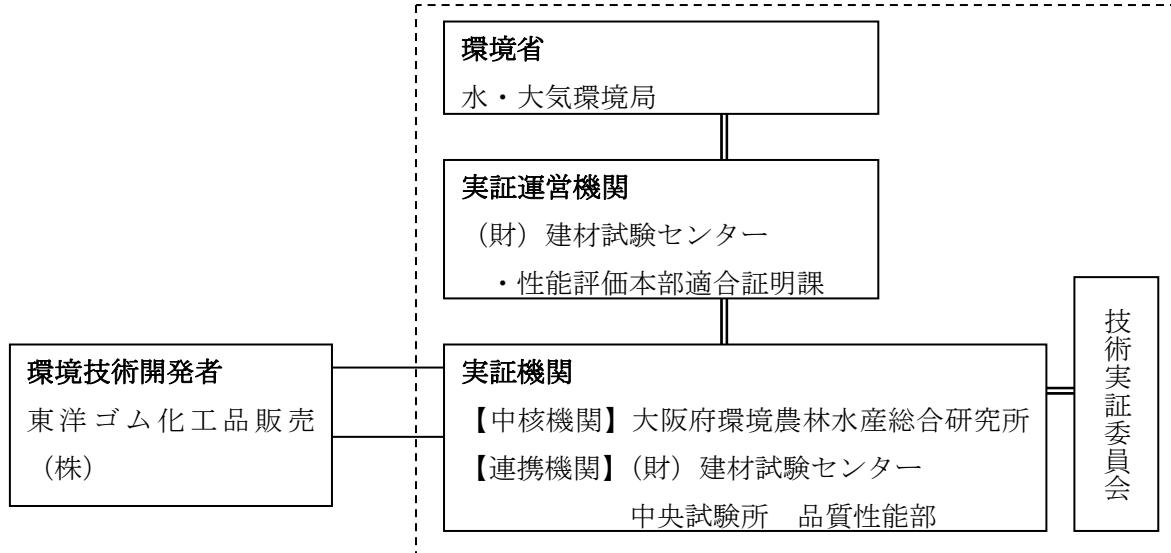 環境省
水・大気環境局
実証運営機関
（財）建材試験センター
・性能評価本部適合証明課
環境技術開発者
東洋ゴム化工品販売
（株）
実証機関
【中核機関】大阪府環境農林水産総合研究所
【連携機関】（財）建材試験センター
中央試験所　品質性能部
技術実証委員会